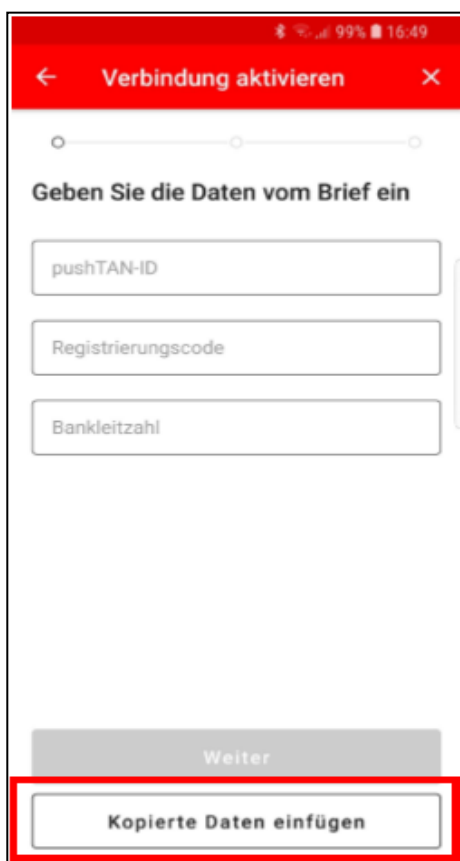 99% 16:49
Verbindung aktivieren
Geben Sie die Daten vom Brief ein
pushTAN-ID
Registrierungscode
Bankleitzahl
Weiter
Kopierte Daten einfügen